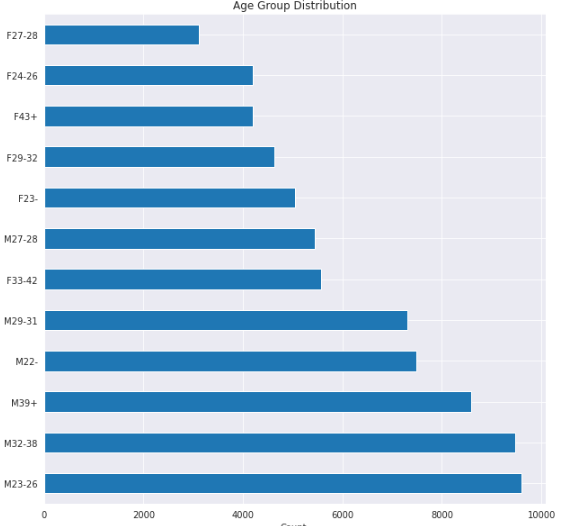 Age Group Distribution
F27-28
F24-26
F43+
F29-32
F23-
M27-28
F33-42
M29-31
M22-
M39+
M32-38
M23-26
0 2000 4000 6000 8000 10000
Count